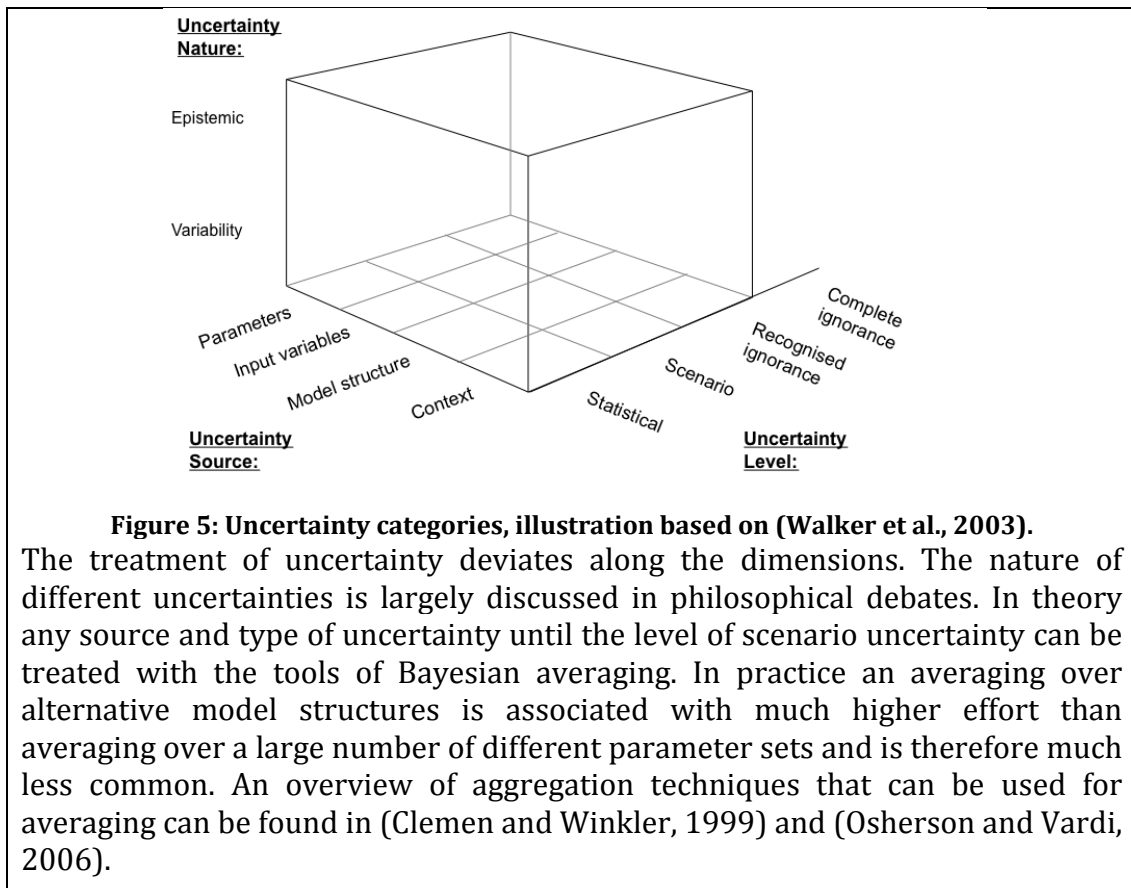 Uncertainty
Nature:
Epistemic
Variability
Parameters
Input variables
Model structure
Context
Statistical
Scenario
Recognised
ignorance
Complete
ignorance
Uncertainty
Source:
Uncertainty
Level:
Figure 5: Uncertainty categories, illustration based on (Walker et al., 2003).
The treatment of uncertainty deviates along the dimensions. The nature of
different uncertainties is largely discussed in philosophical debates. In theory
any source and type of uncertainty until the level of scenario uncertainty can be
treated with the tools of Bayesian averaging. In practice an averaging over
alternative model structures is associated with much higher effort than
averaging over a large number of different parameter sets and is therefore much
less common. An overview of aggregation techniques that can be used for
averaging can be found in (Clemen and Winkler, 1999) and (Osherson and Vardi,
2006).